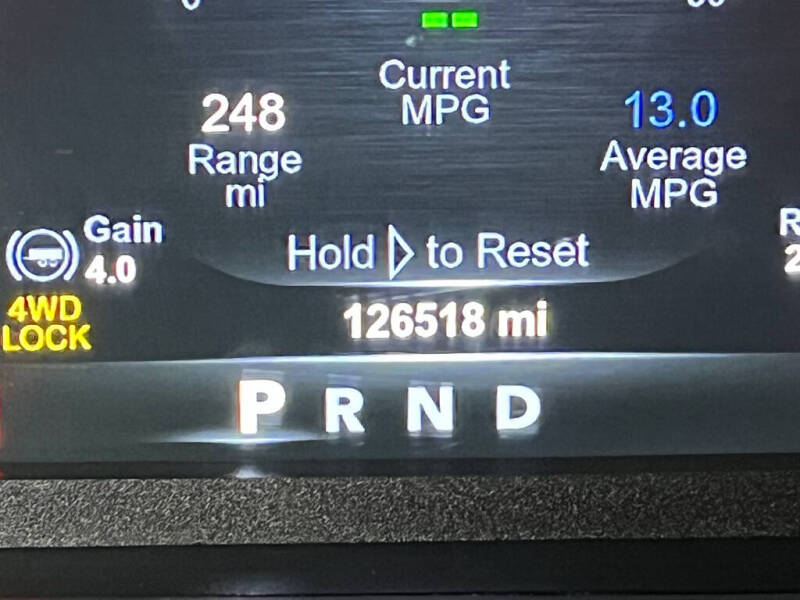 Current
MPG
248
Range
mi
13.0
Average
MPG
Gain
4.0
Hold to Reset
R
2
4WD
LOCK
126518 mi
P R N D